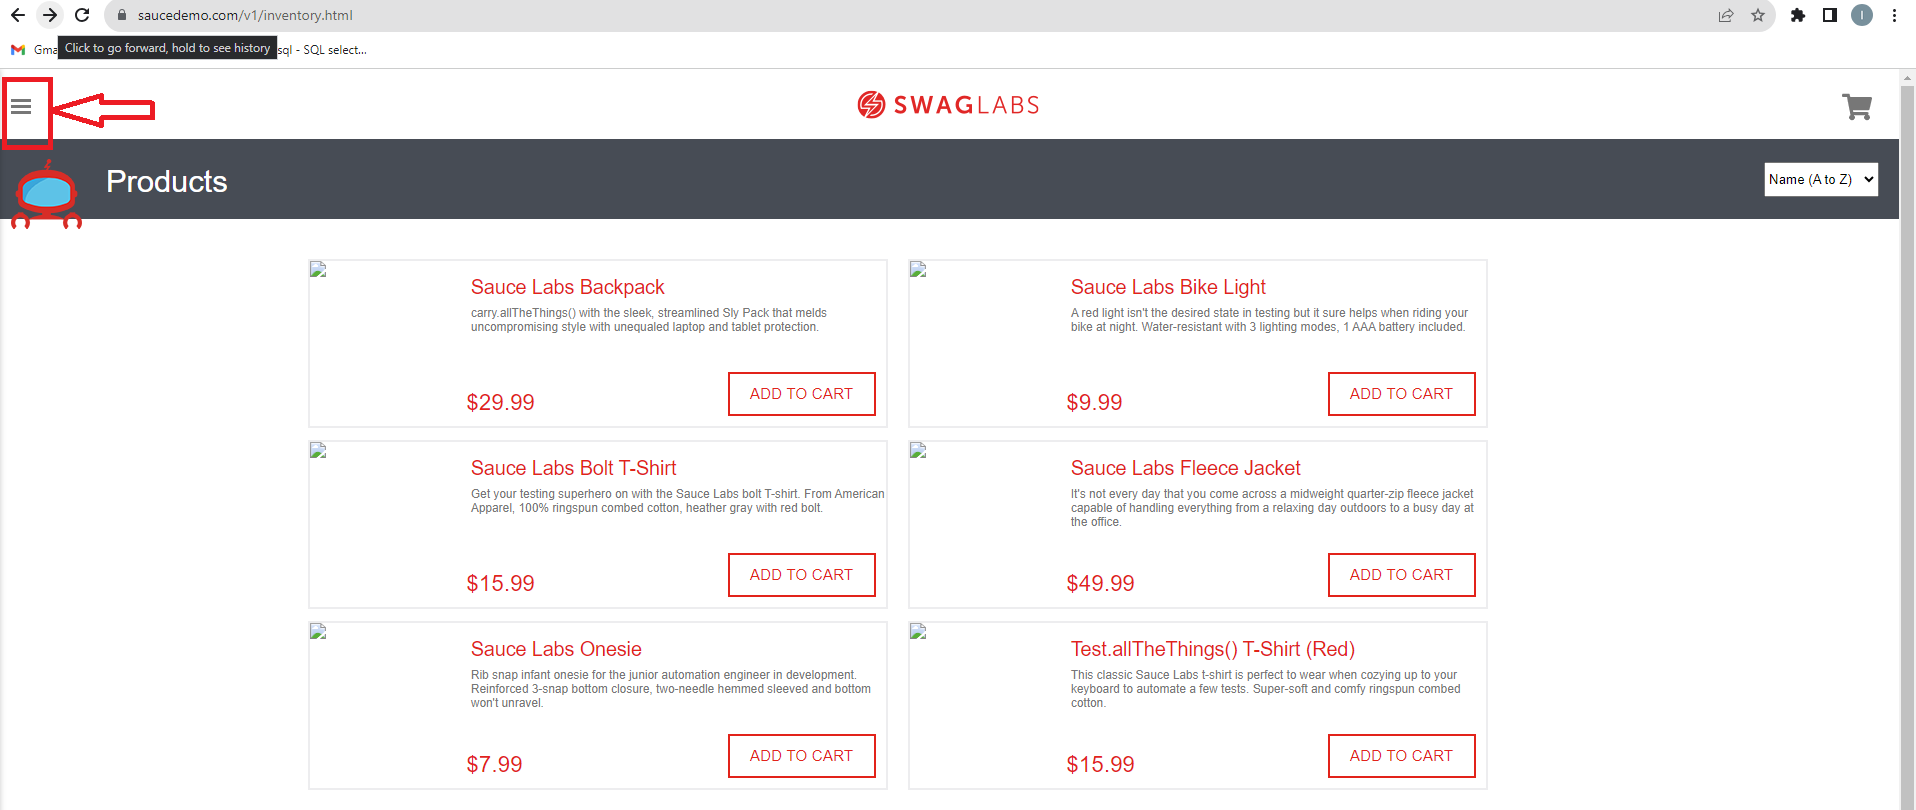 saucedemo.com/v1/inventory.html
I
Gma
Click to go forward, hold to see history
sql - SQL select...
SWAGLABS
Products
Name (A to Z)
Sauce Labs Backpack
carry.allTheThings() with the sleek, streamlined Sly Pack that melds
uncompromising style with unequaled laptop and tablet protection.
$29.99
ADD TO CART
Sauce Labs Bike Light
A red light isn't the desired state in testing but it sure helps when riding your
bike at night. Water-resistant with 3 lighting modes, 1 AAA battery included.
$9.99
ADD TO CART
Sauce Labs Bolt T-Shirt
Get your testing superhero on with the Sauce Labs bolt T-shirt. From American
Apparel, 100% ringspun combed cotton, heather gray with red bolt.
$15.99
ADD TO CART
Sauce Labs Fleece Jacket
It's not every day that you come across a midweight quarter-zip fleece jacket
capable of handling everything from a relaxing day outdoors to a busy day at
the office.
$49.99
ADD TO CART
Sauce Labs Onesie
Rib snap infant onesie for the junior automation engineer in development.
Reinforced 3-snap bottom closure, two-needle hemmed sleeved and bottom
won't unravel.
$7.99
ADD TO CART
Test.allTheThings() T-Shirt (Red)
This classic Sauce Labs t-shirt is perfect to wear when cozying up to your
keyboard to automate a few tests. Super-soft and comfy ringspun combed
cotton.
$15.99
ADD TO CART